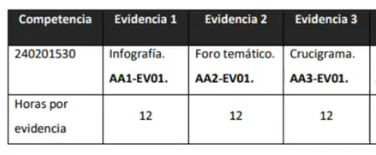 Competencia Evidencia 1 Evidencia 2 Evidencia 3
240201530 Infografía. Foro temático. Crucigrama.
AA1-EV01. AA2-EV01. AA3-EV01.
Horas por
evidencia 12 12 12